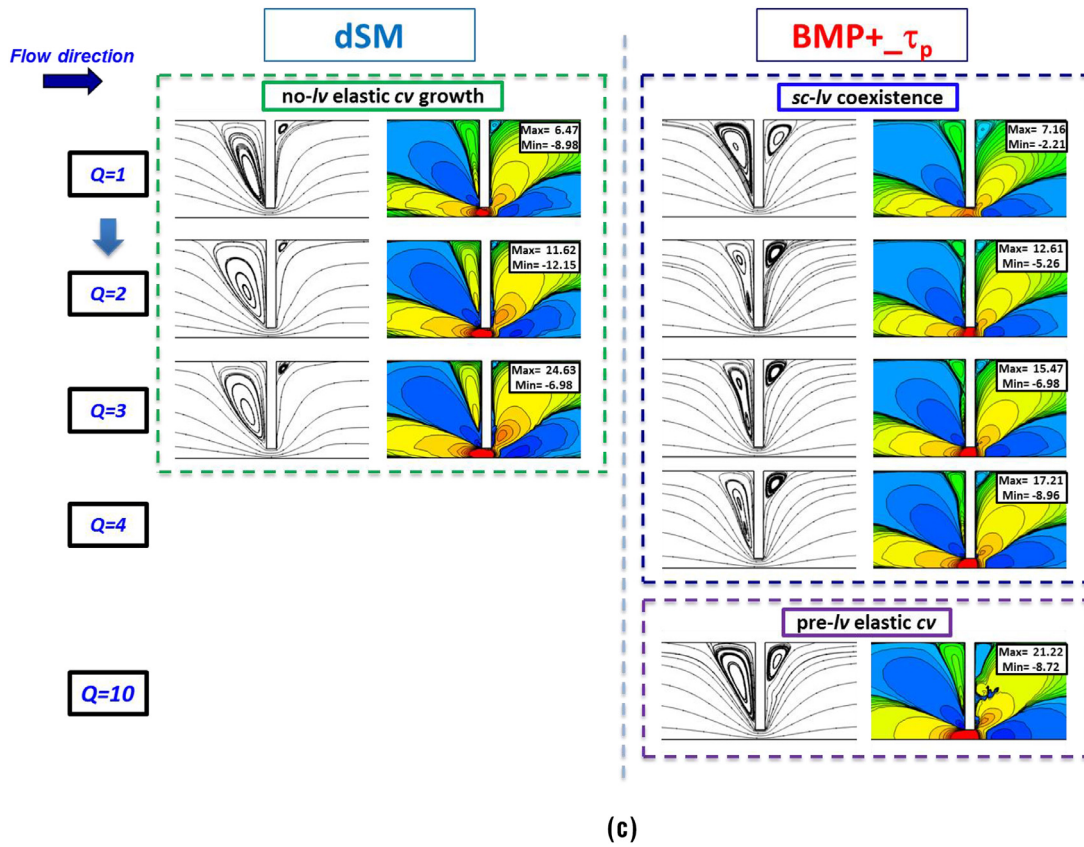 dSM
BMP+_τp
Flow direction
no-lv elastic cv growth
sc-lv coexistence
Q=1
Max= 6.47
Min= -8.98
Max= 7.16
Min= -2.21
Q=2
Max= 11.62
Min= -12.15
Max= 12.61
Min= -5.26
Q=3
Max= 24.63
Min= -6.98
Max= 15.47
Min= -6.98
Q=4
Max= 17.21
Min= -8.96
pre-lv elastic cv
Q=10
Max= 21.22
Min= -8.72
(c)